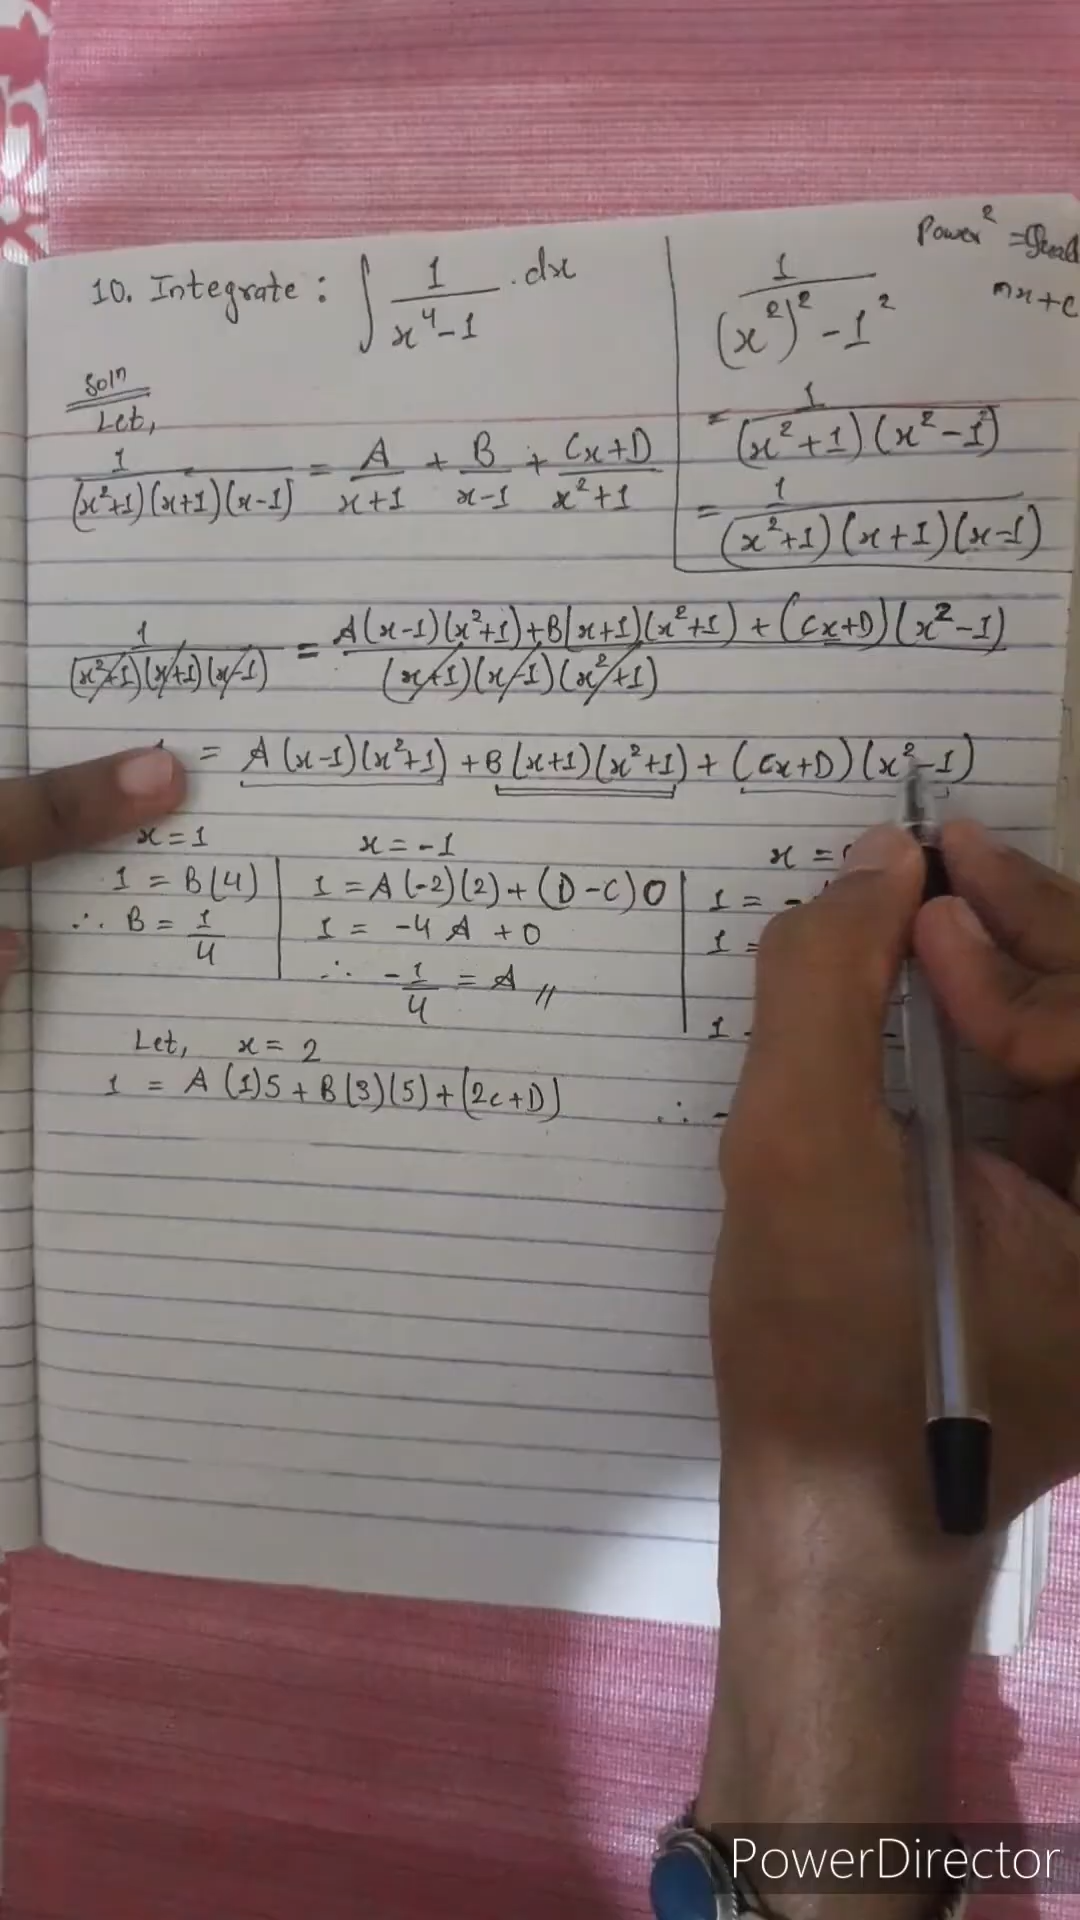 Power² =
mx+c
10. Integrate : ∫ 1/(x⁴-1) .dx
1/((x²)²-1²)
= 1/((x²+1)(x²-1))
= 1/((x²+1)(x+1)(x-1))
Solⁿ
Let,
1/((x²+1)(x+1)(x-1)) = A/(x+1) + B/(x-1) + (Cx+D)/(x²+1)
1/((x²+1)(x+1)(x-1)) = (A(x-1)(x²+1)+B(x+1)(x²+1)+(Cx+D)(x²-1))/((x+1)(x-1)(x²+1))
= A(x-1)(x²+1)+B(x+1)(x²+1)+(Cx+D)(x²-1)
x=1
1 = B(4)
∴ B = 1/4
x = -1
1 = A(-2)(2)+(D-C)0
1 = -4A +0
∴ -1/4 = A //
x =
1 = -
1 =
1
∴ -
Let, x = 2
1 = A(1)5+B(3)(5)+(2c+D)
PowerDirector